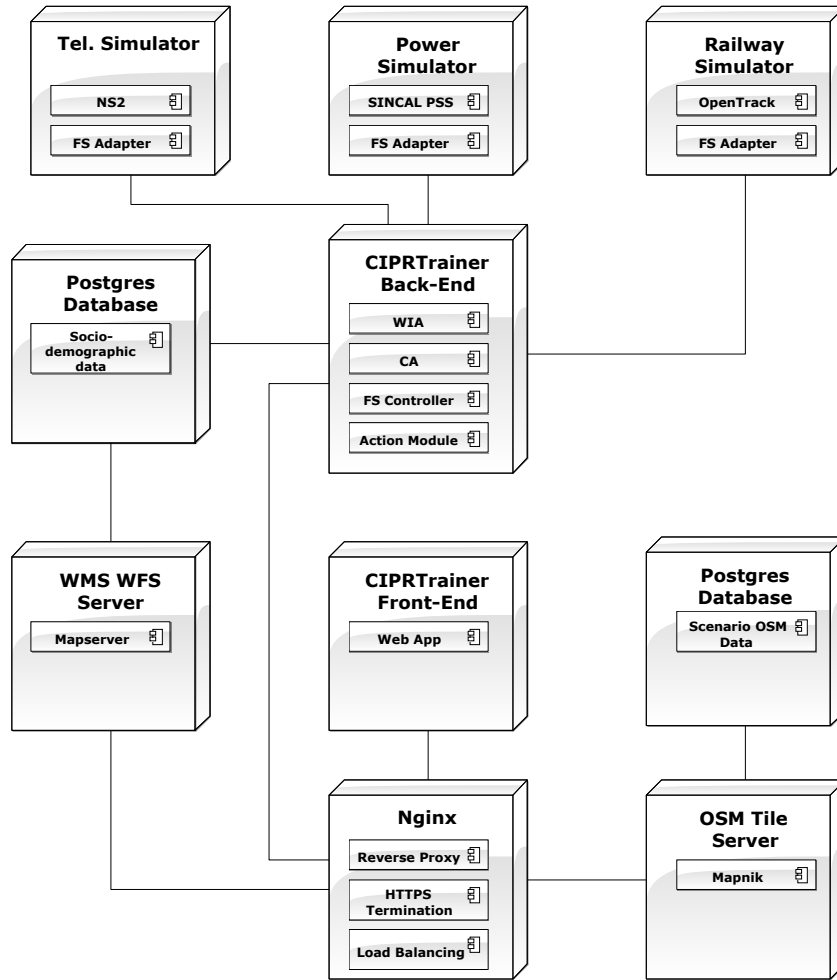 Tel. Simulator
NS2
FS Adapter
Power
Simulator
SINCAL PSS
FS Adapter
Railway
Simulator
OpenTrack
FS Adapter
Postgres
Database
Socio-
demographic
data
CIPRTrainer
Back-End
WIA
CA
FS Controller
Action Module
WMS WFS
Server
Mapserver
CIPRTrainer
Front-End
Web App
Postgres
Database
Scenario OSM
Data
Nginx
Reverse Proxy
HTTPS
Termination
Load Balancing
OSM Tile
Server
Mapnik